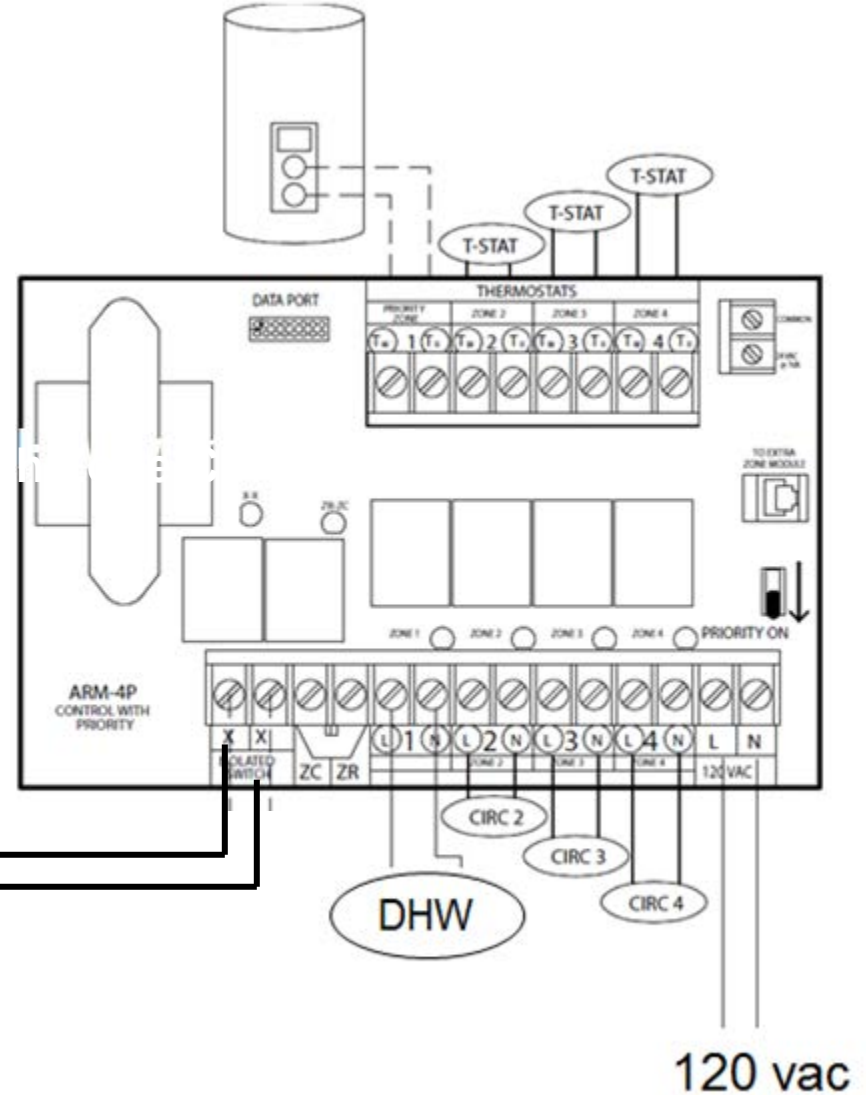 T-STAT
T-STAT
T-STAT
DATA PORT
THERMOSTATS
PRIORITY ZONE
ZONE 2
ZONE 3
ZONE 4
1
2
3
4
COMMON
24VAC
TO EXTRA
ZONE MODULE
X-X
ZR-ZC
ZONE 1
ZONE 2
ZONE 3
ZONE 4
PRIORITY ON
ARM-4P
CONTROL WITH
PRIORITY
X X
ISOLATED
SWITCH
ZC ZR
L 1 N L 2 N L 3 N L 4 N L N
ZONE 2
ZONE 3
ZONE 4
120 VAC
CIRC 2
CIRC 3
CIRC 4
DHW
120 vac